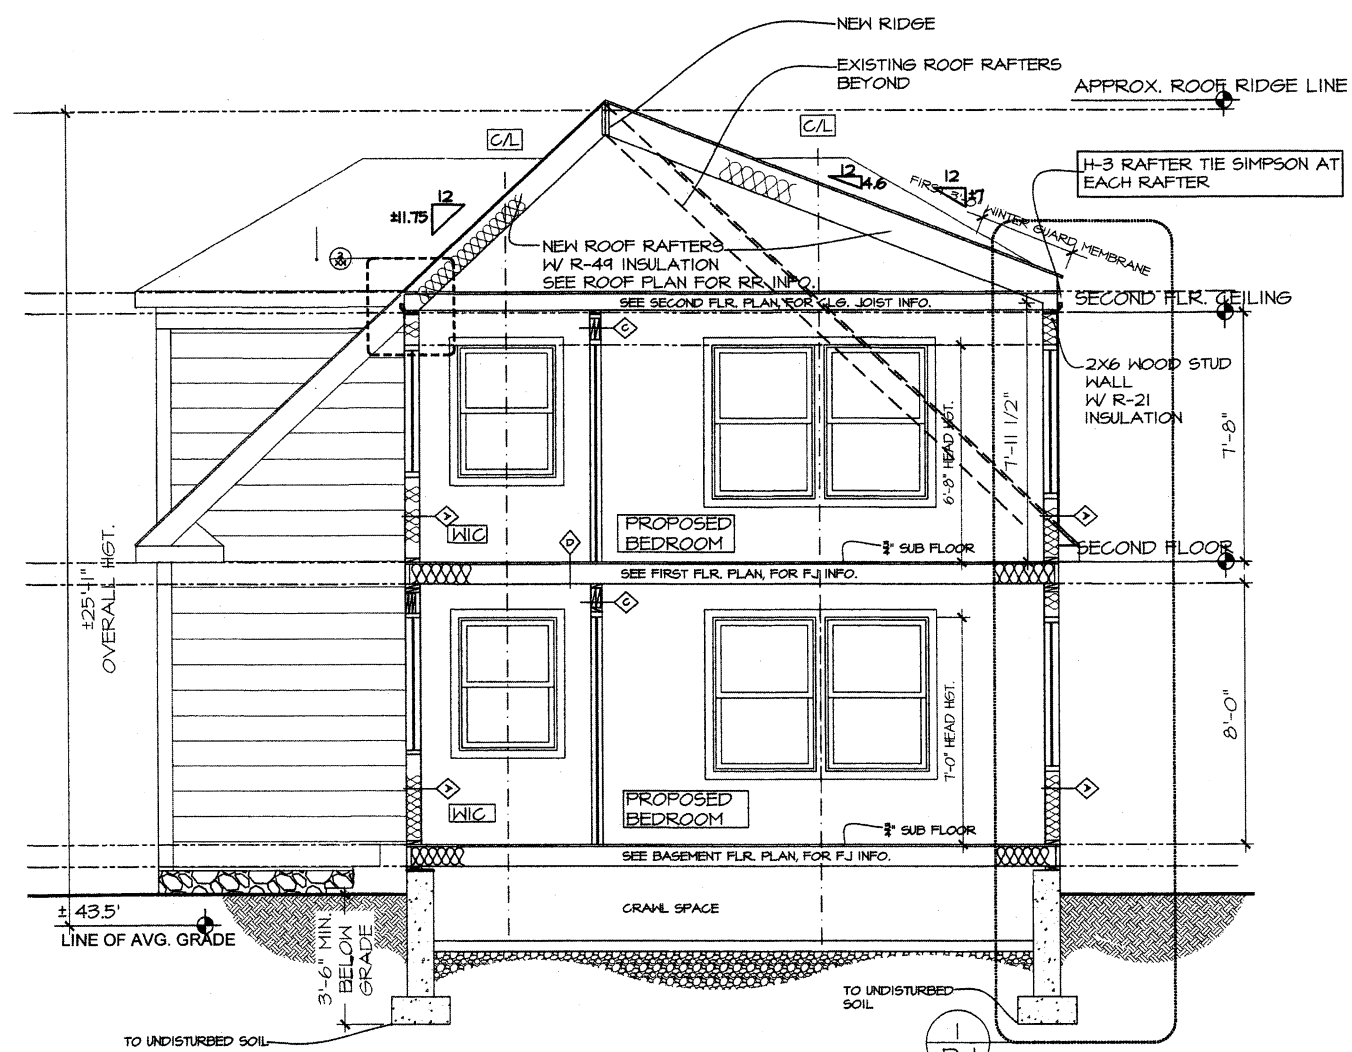 NEW RIDGE
EXISTING ROOF RAFTERS
BEYOND
APPROX. ROOF RIDGE LINE
C/L
C/L
H-3 RAFTER TIE SIMPSON AT
EACH RAFTER
12
4.6
12
±7
12
±11.75
WINTER GUARD MEMBRANE
NEW ROOF RAFTERS
W/ R-49 INSULATION
SEE ROOF PLAN FOR RR INFO.
SEE SECOND FLR. PLAN, FOR CLG. JOIST INFO.
SECOND FLR. CEILING
C
2X6 WOOD STUD
WALL
W/ R-21
INSULATION
7'-8"
7'-11 1/2"
6'-8" HEAD HGT.
WIC
PROPOSED
BEDROOM
D
SUB FLOOR
SECOND FLOOR
SEE FIRST FLR. PLAN, FOR FJ INFO.
C
OVERALL HGT.
8'-0"
7'-0" HEAD HGT.
WIC
PROPOSED
BEDROOM
SUB FLOOR
SEE BASEMENT FLR. PLAN, FOR FJ INFO.
CRAWL SPACE
± 43.5'
LINE OF AVG. GRADE
3'-6" MIN.
BELOW
GRADE
TO UNDISTURBED
SOIL
TO UNDISTURBED SOIL